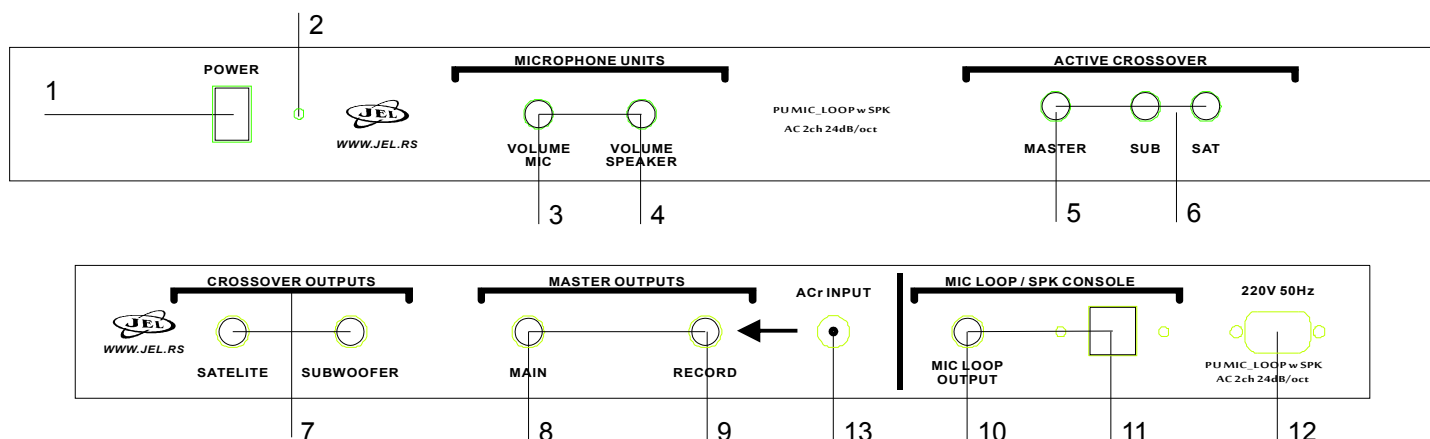 2
POWER
MICROPHONE UNITS
ACTIVE CROSSOVER
1
JEL
WWW.JEL.RS
VOLUME
MIC
VOLUME
SPEAKER
PU MIC_LOOP w SPK
AC 2ch 24dB/oct
MASTER
SUB
SAT
3
4
5
6
CROSSOVER OUTPUTS
MASTER OUTPUTS
ACr INPUT
MIC LOOP / SPK CONSOLE
220V 50Hz
JEL
WWW.JEL.RS
SATELITE
SUBWOOFER
MAIN
RECORD
MIC LOOP
OUTPUT
PU MIC_LOOP w SPK
AC 2ch 24dB/oct
7
8
9
13
10
11
12